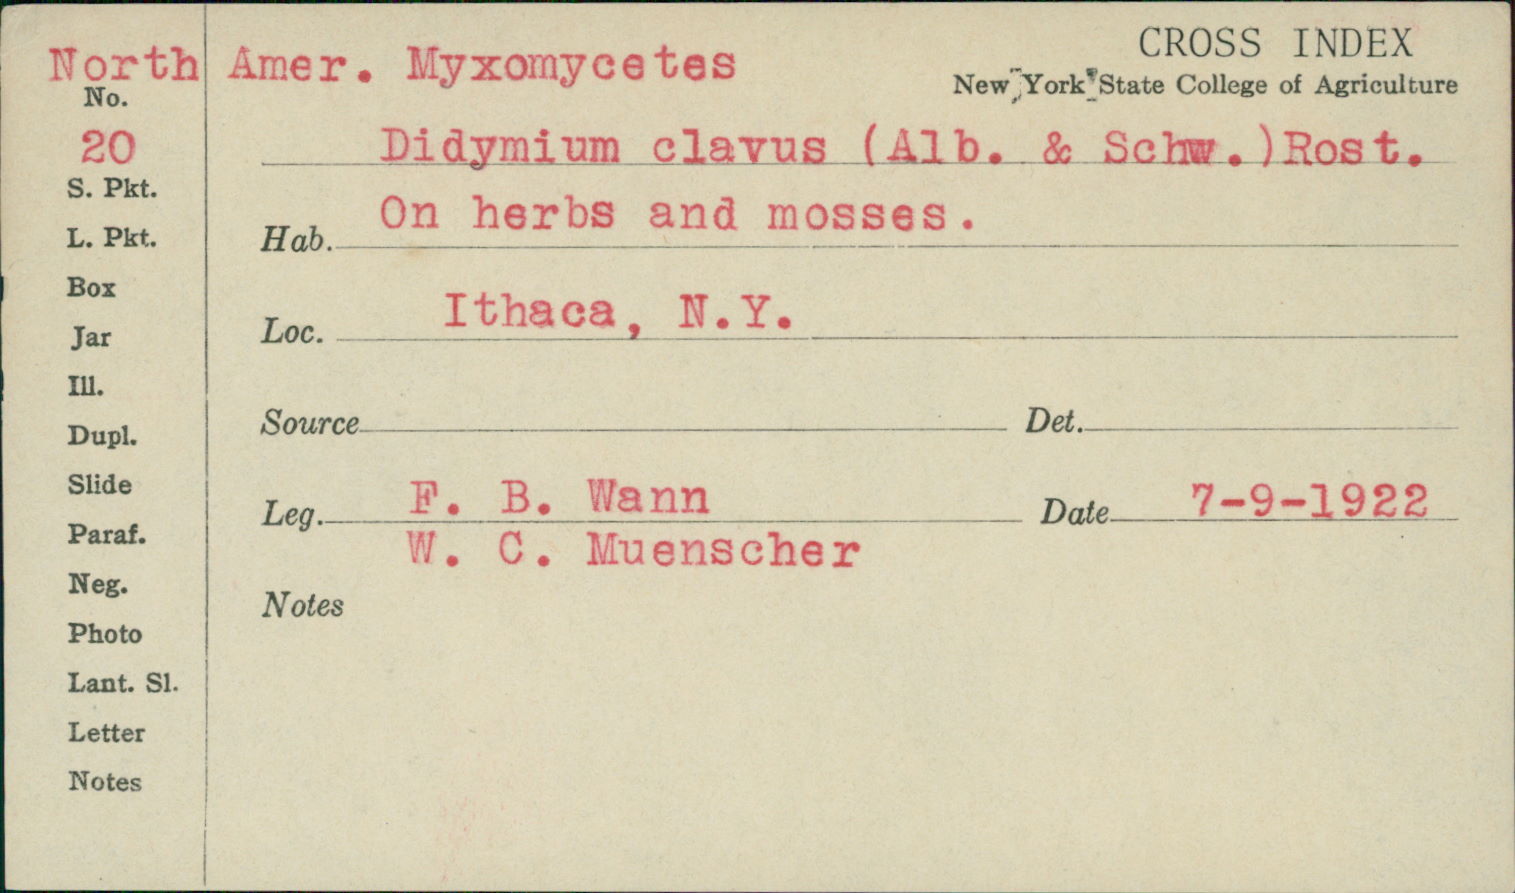 CROSS INDEX
North Amer. Myxomycetes
New York State College of Agriculture
No.
20
Didymium clavus (Alb. & Schw.)Rost.
S. Pkt.
On herbs and mosses.
Hab.
L. Pkt.
Box
Ithaca, N.Y.
Loc.
Jar
Ill.
Source Det.
Dupl.
Slide
Leg. F. B. Wann Date 7-9-1922
W. C. Muenscher
Paraf.
Neg.
Notes
Photo
Lant. Sl.
Letter
Notes